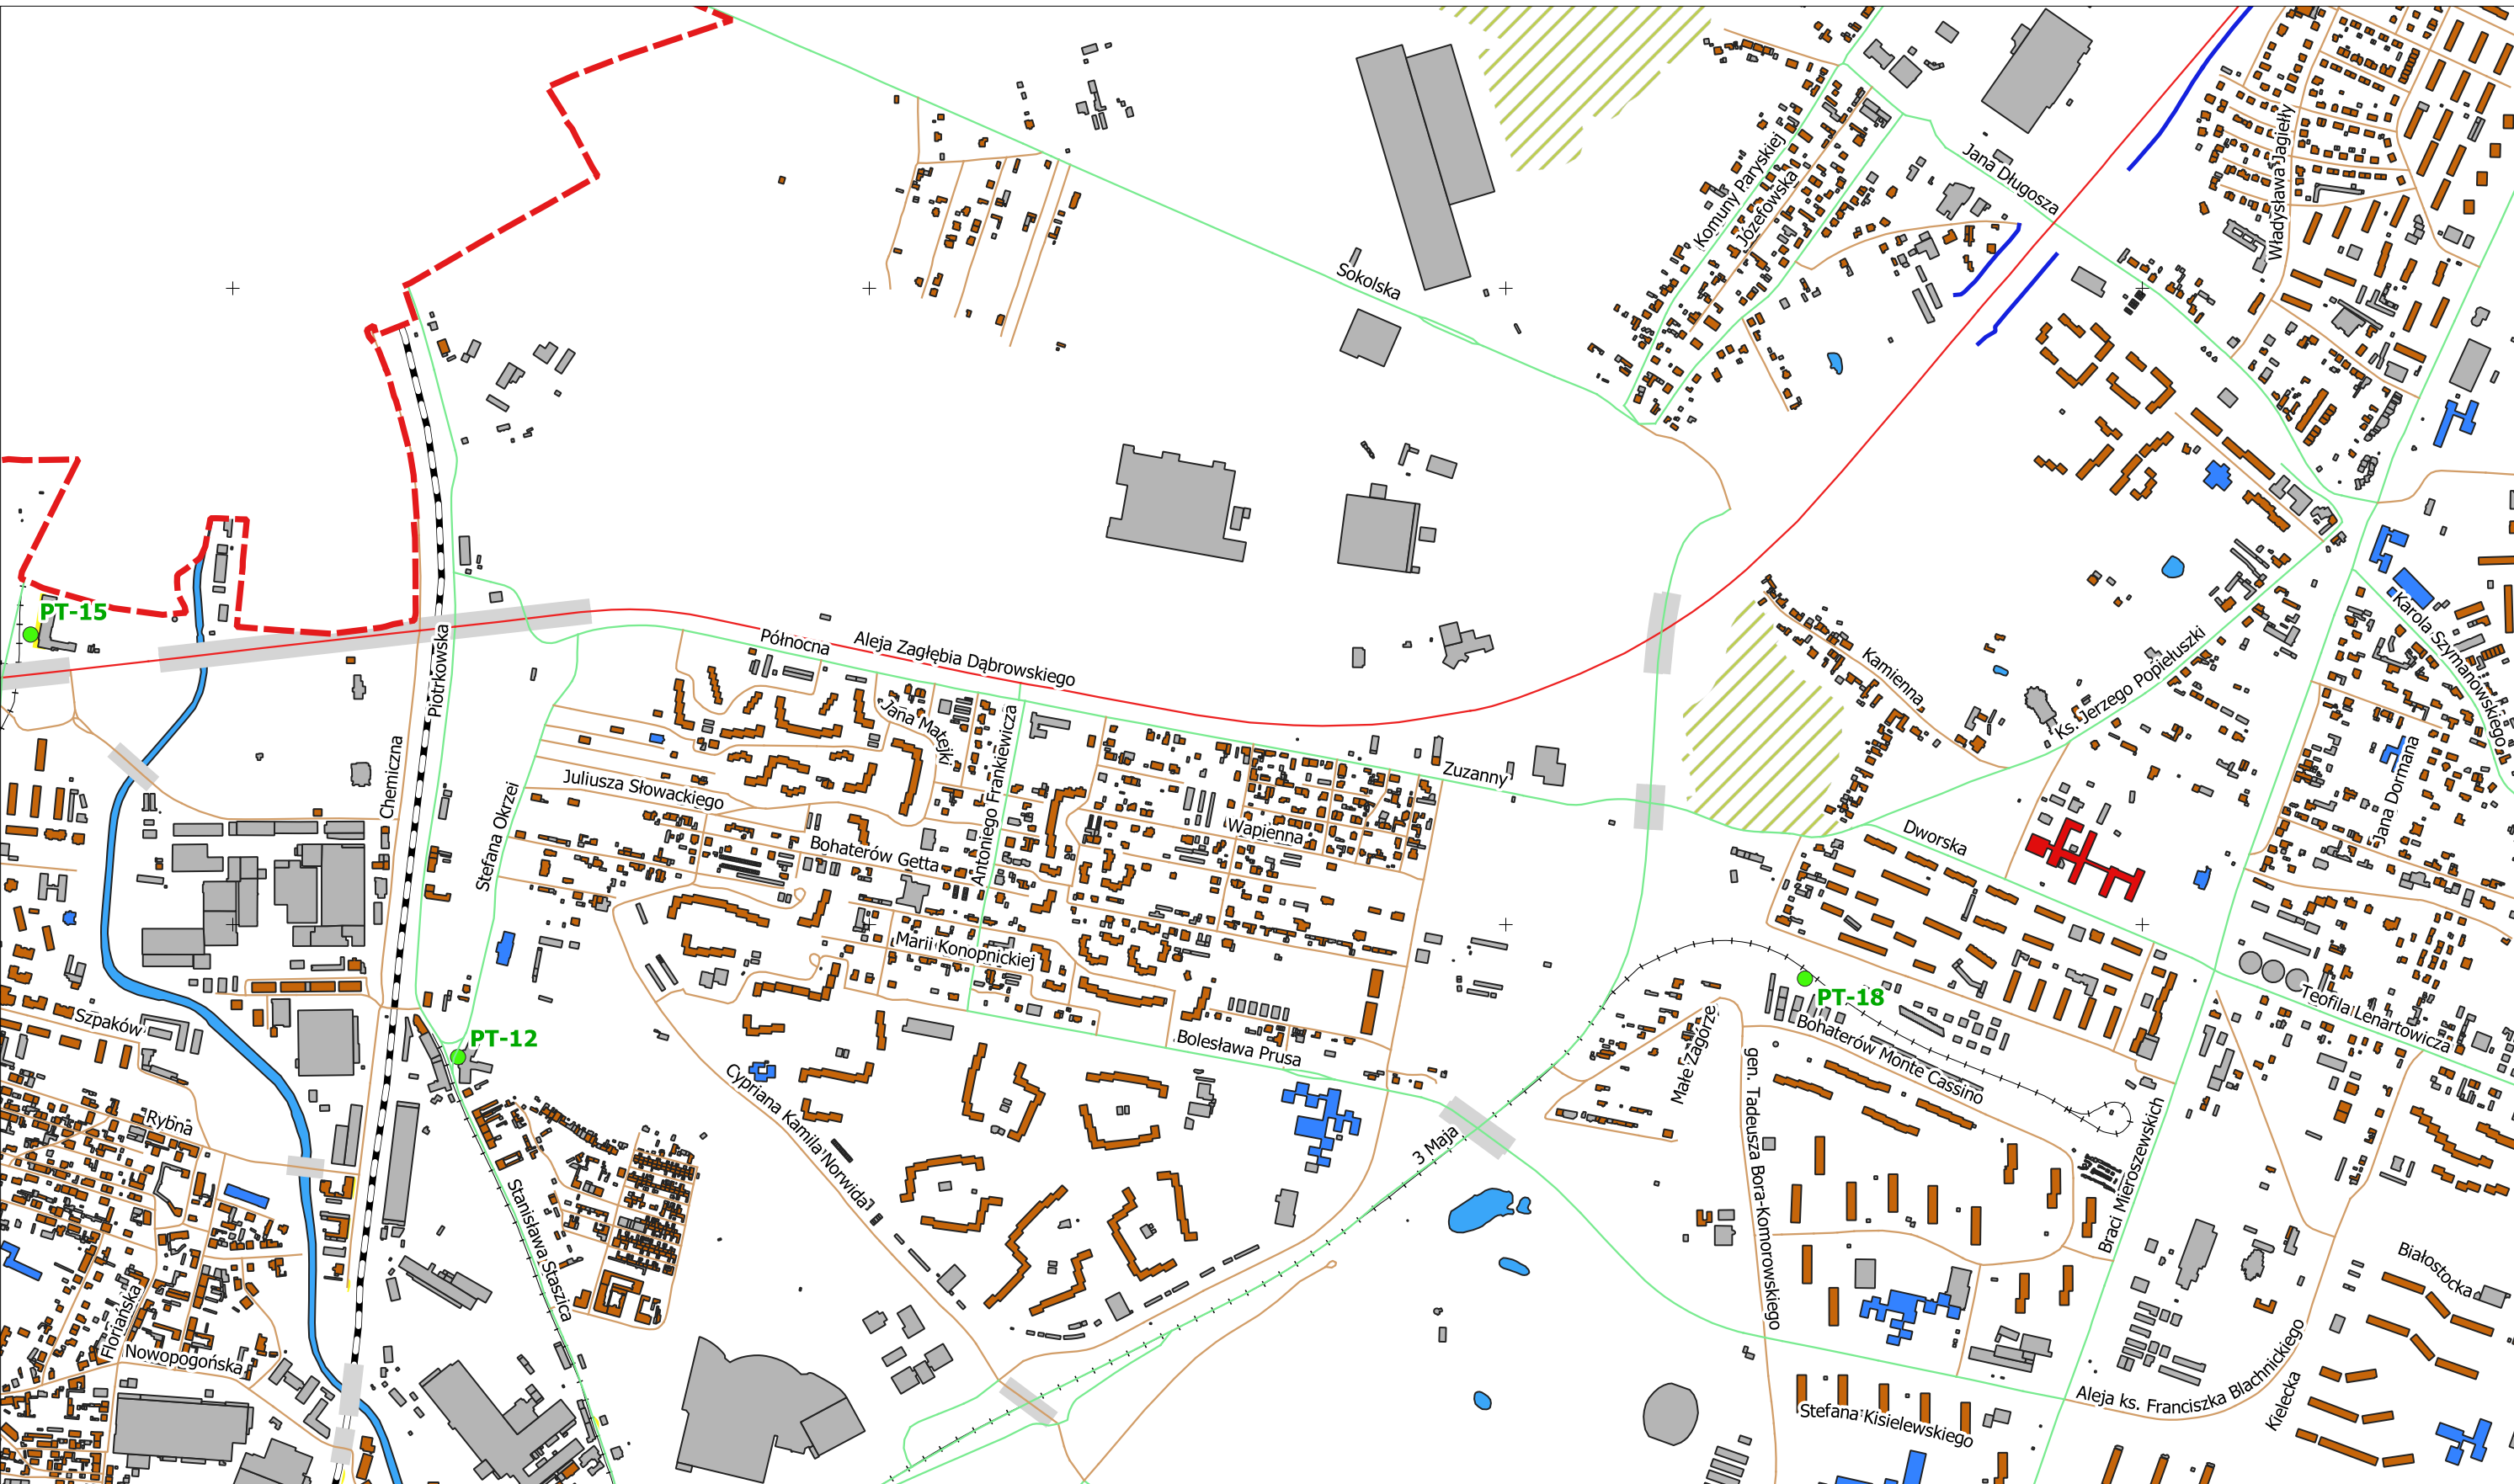 Władysława Jagiełły
Jana Długosza
Komuny Paryskiej
Józefowska
Sokolska
PT-15
Karola Szymanowskiego
Północna
Aleja Zagłębia Dąbrowskiego
Piotrkowska
Kamienna
Ks. Jerzego Popiełuszki
Jana Matejki
Antoniego Frankiewicza
Chemiczna
Juliusza Słowackiego
Zuzanny
Jana Dormana
Stefana Okrzei
Wapienna
Dworska
Bohaterów Getta
Marii Konopnickiej
PT-18
Teofila Lenartowicza
Szpaków
PT-12
Bolesława Prusa
Małe Zagórze
Bohaterów Monte Cassino
Cypriana Kamila Norwida
gen. Tadeusza Bora-Komorowskiego
Rybna
3 Maja
Braci Mieroszewskich
Stanisława Staszica
Białostocka
Floriańska
Nowopogońska
Aleja ks. Franciszka Blachnickiego
Kielecka
Stefana Kisielewskiego